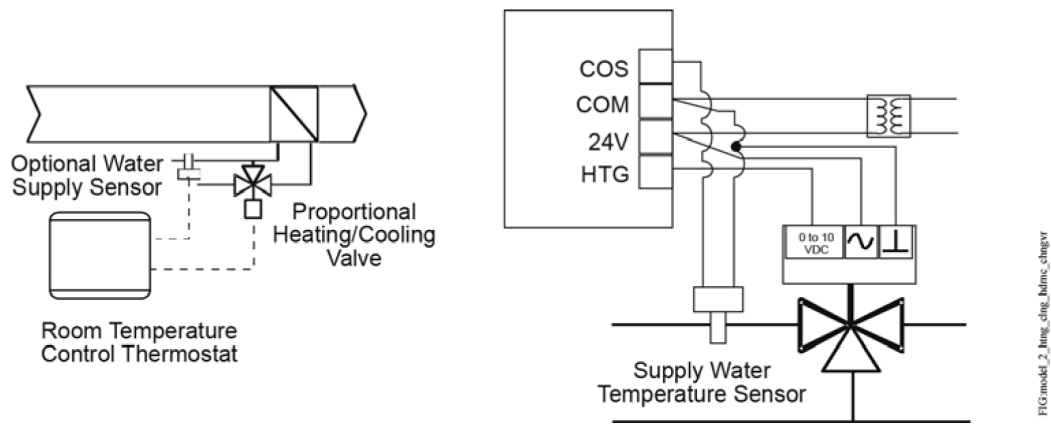 Optional Water
Supply Sensor
Proportional
Heating/Cooling
Valve
Room Temperature
Control Thermostat
COS
COM
24V
HTG
0 to 10
VDC
Supply Water
Temperature Sensor
FIG:model_2_htng_clng_hdmc_chngvr